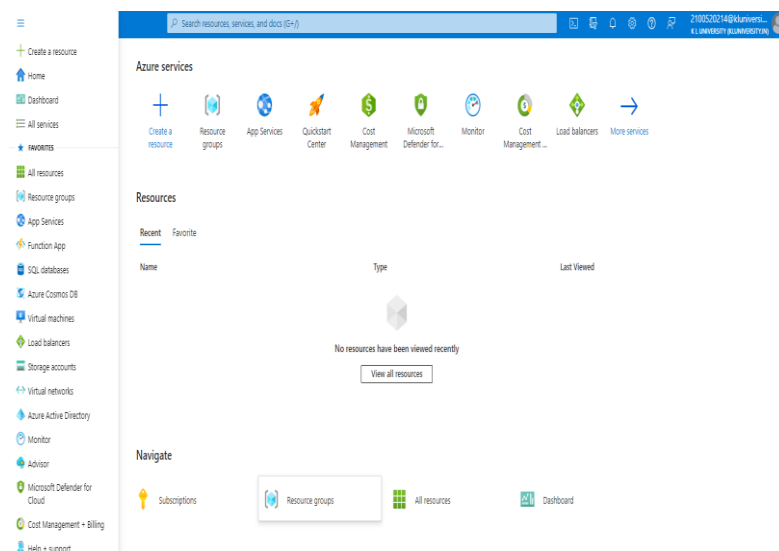 Search resources, services, and docs (G+/)
2100520214@kluniversi...
K L UNIVERSITY (KLUNIVERSITY.IN)
Create a resource
Home
Dashboard
All services
FAVORITES
All resources
Resource groups
App Services
Function App
SQL databases
Azure Cosmos DB
Virtual machines
Load balancers
Storage accounts
Virtual networks
Azure Active Directory
Monitor
Advisor
Microsoft Defender for
Cloud
Cost Management + Billing
Help + support
Azure services
Create a
resource
Resource
groups
App Services
Quickstart
Center
Cost
Management
Microsoft
Defender for...
Monitor
Cost
Management ...
Load balancers
More services
Resources
Recent Favorite
Name Type Last Viewed
No resources have been viewed recently
View all resources
Navigate
Subscriptions Resource groups All resources Dashboard